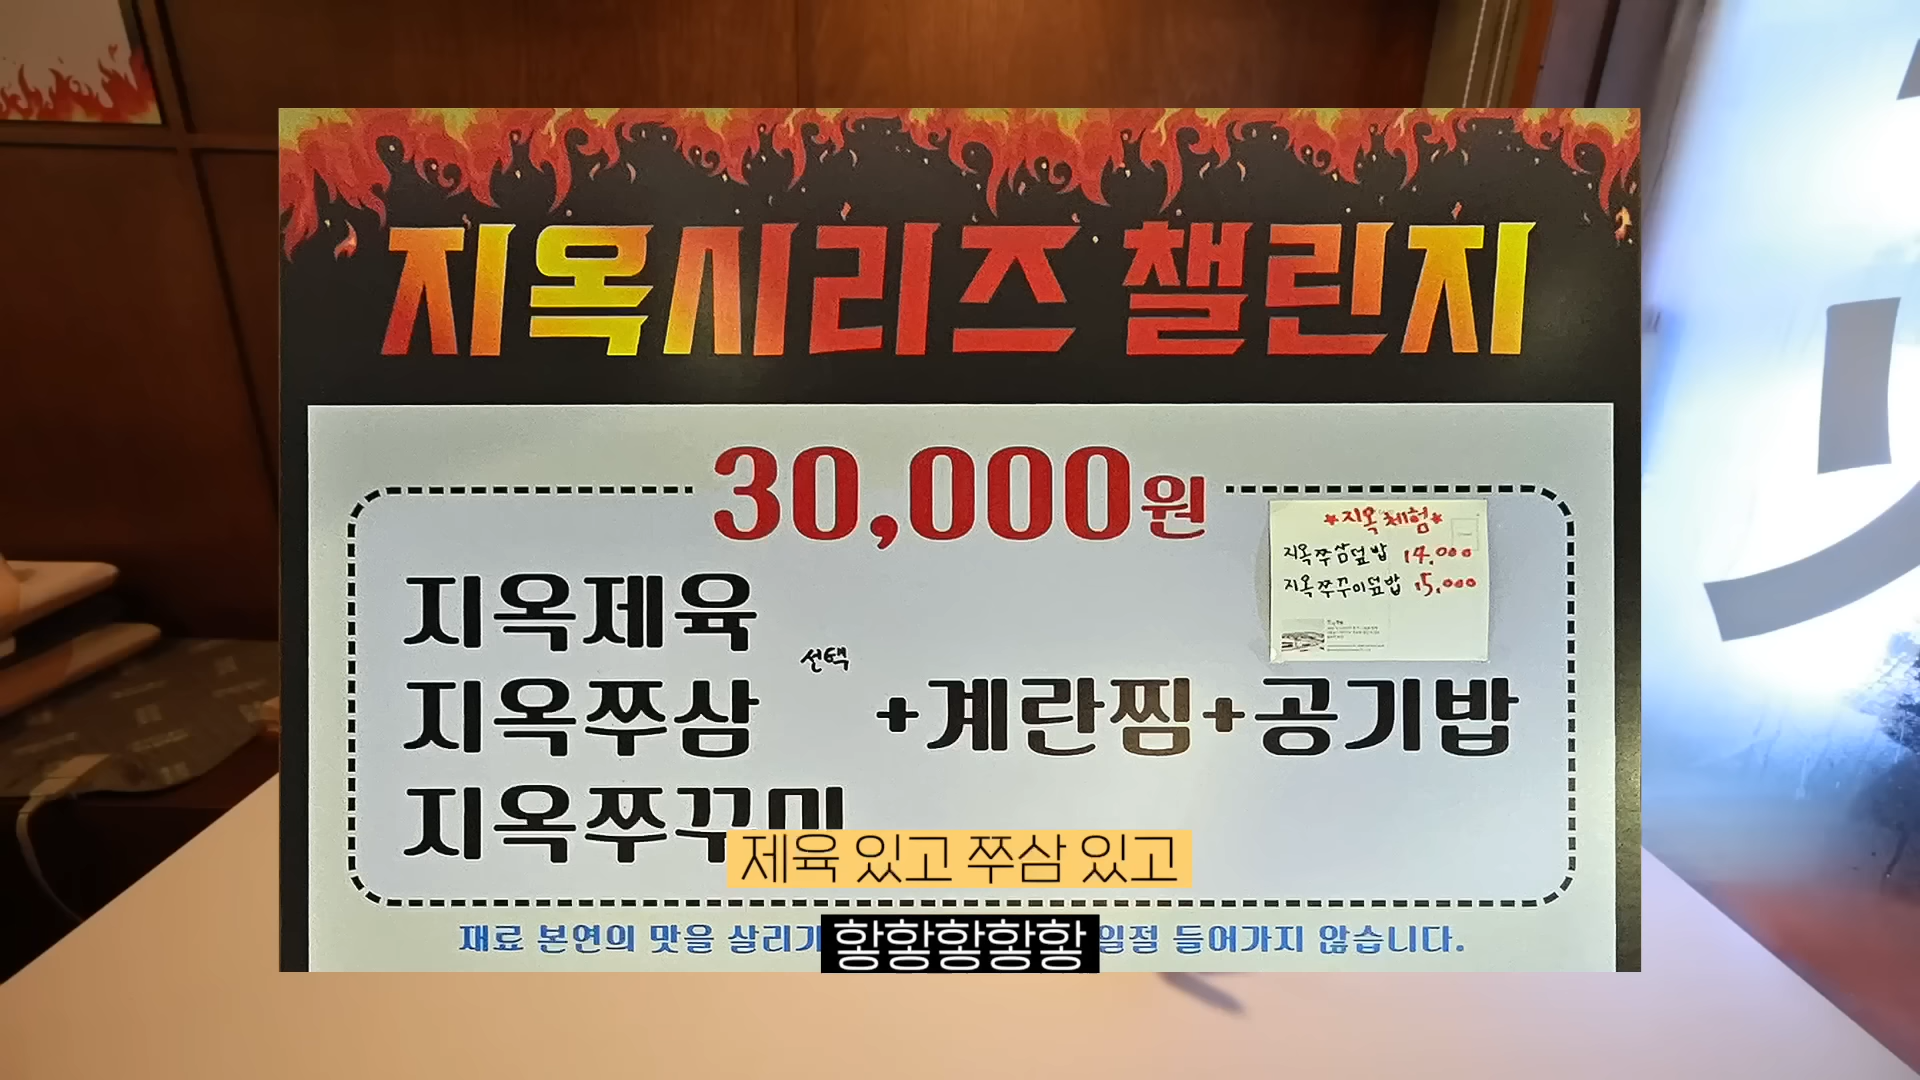 지옥시리즈 챌린지
30,000원
*지옥체험*
지옥쭈삼덮밥 14,000
지옥쭈꾸미덮밥 15,000
지옥제육
선택
지옥쭈삼 +계란찜+공기밥
지옥쭈꾸미
제육 있고 쭈삼 있고
재료 본연의 맛을 살리기 일절 들어가지 않습니다.
황황황황황